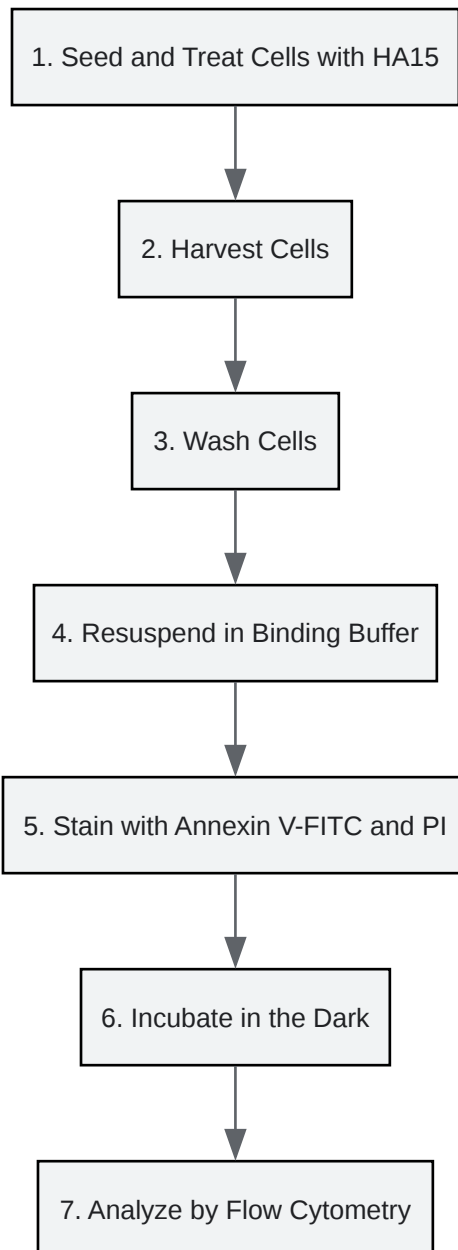 1. Seed and Treat Cells with HA15
2. Harvest Cells
3. Wash Cells
4. Resuspend in Binding Buffer
5. Stain with Annexin V-FITC and PI
6. Incubate in the Dark
7. Analyze by Flow Cytometry